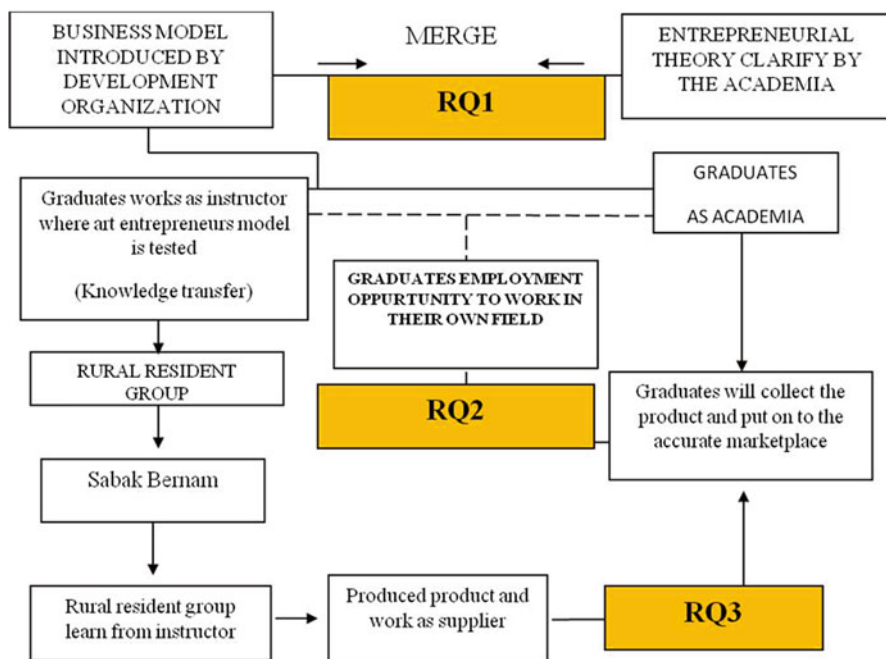 BUSINESS MODEL
INTRODUCED BY
DEVELOPMENT
ORGANIZATION
MERGE
RQ1
ENTREPRENEURIAL
THEORY CLARIFY BY
THE ACADEMIA
Graduates works as instructor
where art entrepreneurs model
is tested
(Knowledge transfer)
GRADUATES
AS ACADEMIA
GRADUATES EMPLOYMENT
OPPURTUNITY TO WORK IN
THEIR OWN FIELD
RURAL RESIDENT
GROUP
RQ2
Graduates will collect the
product and put on to the
accurate marketplace
Sabak Bernam
Rural resident group
learn from instructor
Produced product and
work as supplier
RQ3